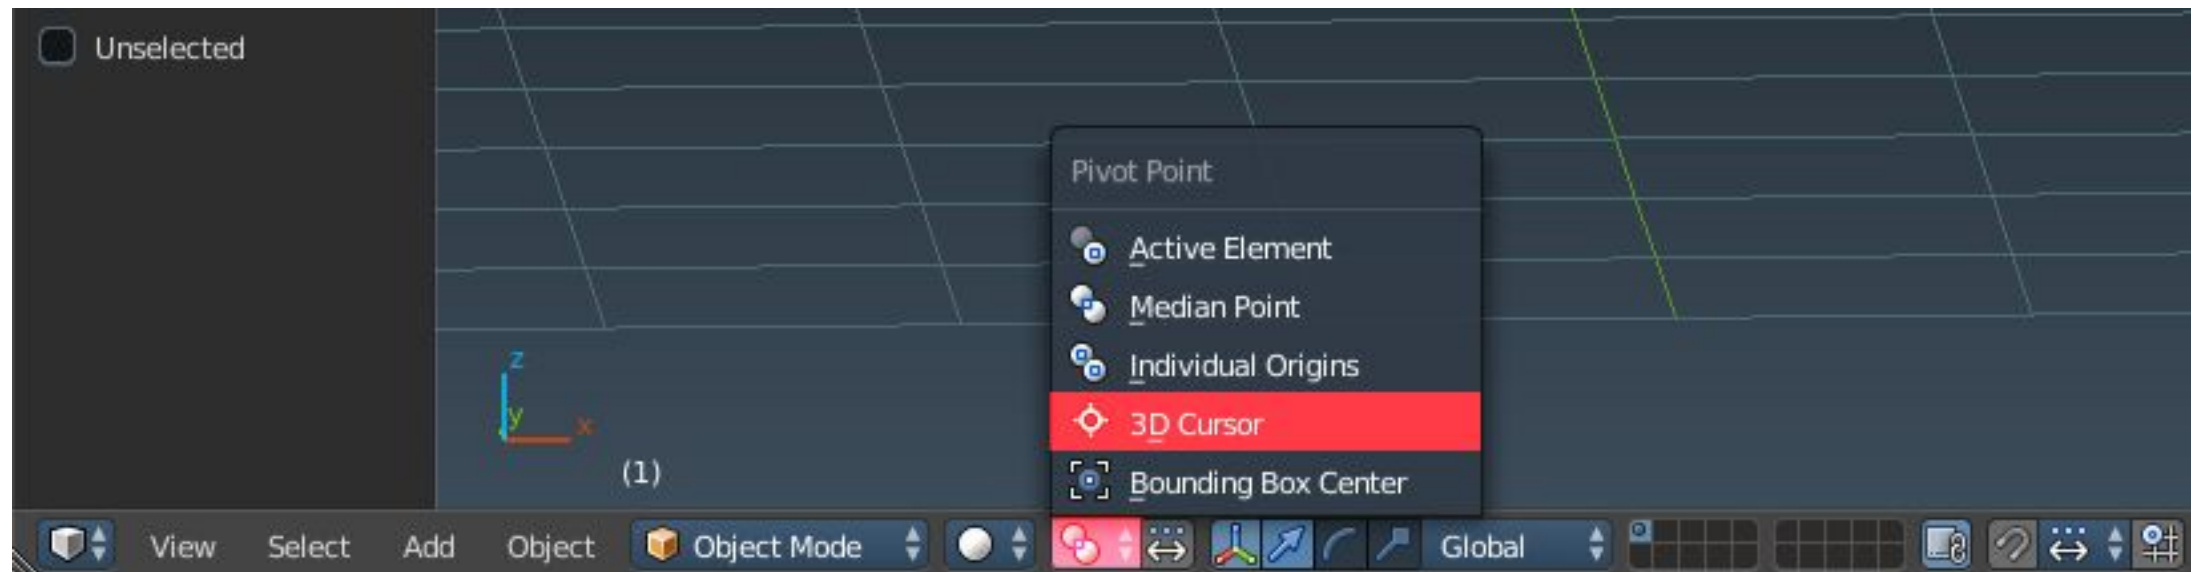 Unselected
Pivot Point
Active Element
Median Point
Individual Origins
3D Cursor
Bounding Box Center
z
y
x
(1)
View Select Add Object Object Mode Global